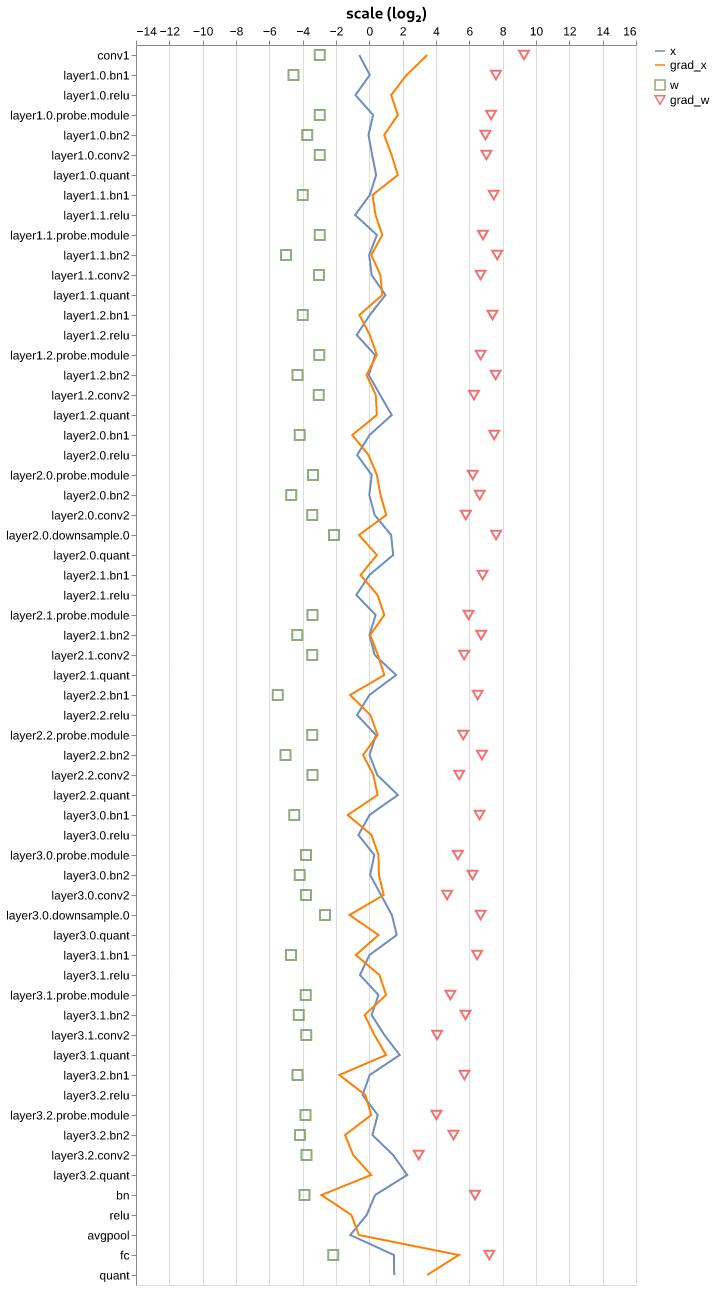 scale (log₂)
−14 −12 −10 −8 −6 −4 −2 0 2 4 6 8 10 12 14 16
x
grad_x
w
grad_w
conv1
layer1.0.bn1
layer1.0.relu
layer1.0.probe.module
layer1.0.bn2
layer1.0.conv2
layer1.0.quant
layer1.1.bn1
layer1.1.relu
layer1.1.probe.module
layer1.1.bn2
layer1.1.conv2
layer1.1.quant
layer1.2.bn1
layer1.2.relu
layer1.2.probe.module
layer1.2.bn2
layer1.2.conv2
layer1.2.quant
layer2.0.bn1
layer2.0.relu
layer2.0.probe.module
layer2.0.bn2
layer2.0.conv2
layer2.0.downsample.0
layer2.0.quant
layer2.1.bn1
layer2.1.relu
layer2.1.probe.module
layer2.1.bn2
layer2.1.conv2
layer2.1.quant
layer2.2.bn1
layer2.2.relu
layer2.2.probe.module
layer2.2.bn2
layer2.2.conv2
layer2.2.quant
layer3.0.bn1
layer3.0.relu
layer3.0.probe.module
layer3.0.bn2
layer3.0.conv2
layer3.0.downsample.0
layer3.0.quant
layer3.1.bn1
layer3.1.relu
layer3.1.probe.module
layer3.1.bn2
layer3.1.conv2
layer3.1.quant
layer3.2.bn1
layer3.2.relu
layer3.2.probe.module
layer3.2.bn2
layer3.2.conv2
layer3.2.quant
bn
relu
avgpool
fc
quant